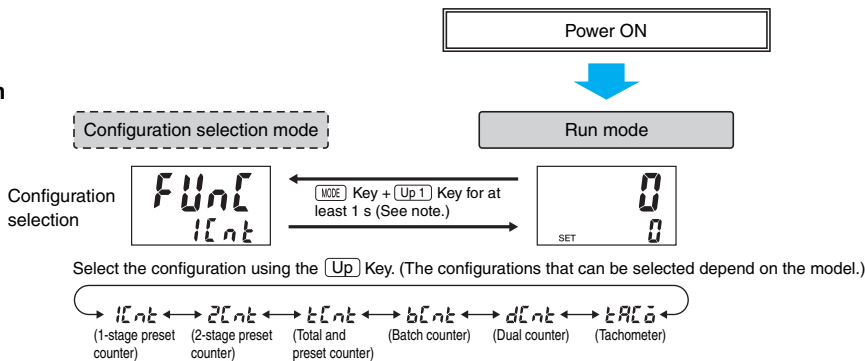 Power ON
n
Configuration selection mode
Run mode
Configuration
selection
FUnC
1Cnt
MODE Key + Up 1 Key for at
least 1 s (See note.)
0
SET 0
Select the configuration using the Up Key. (The configurations that can be selected depend on the model.)
1Cnt 2Cnt tCnt bCnt dCnt tACo
(1-stage preset
counter)
(2-stage preset
counter)
(Total and
preset counter)
(Batch counter)
(Dual counter)
(Tachometer)